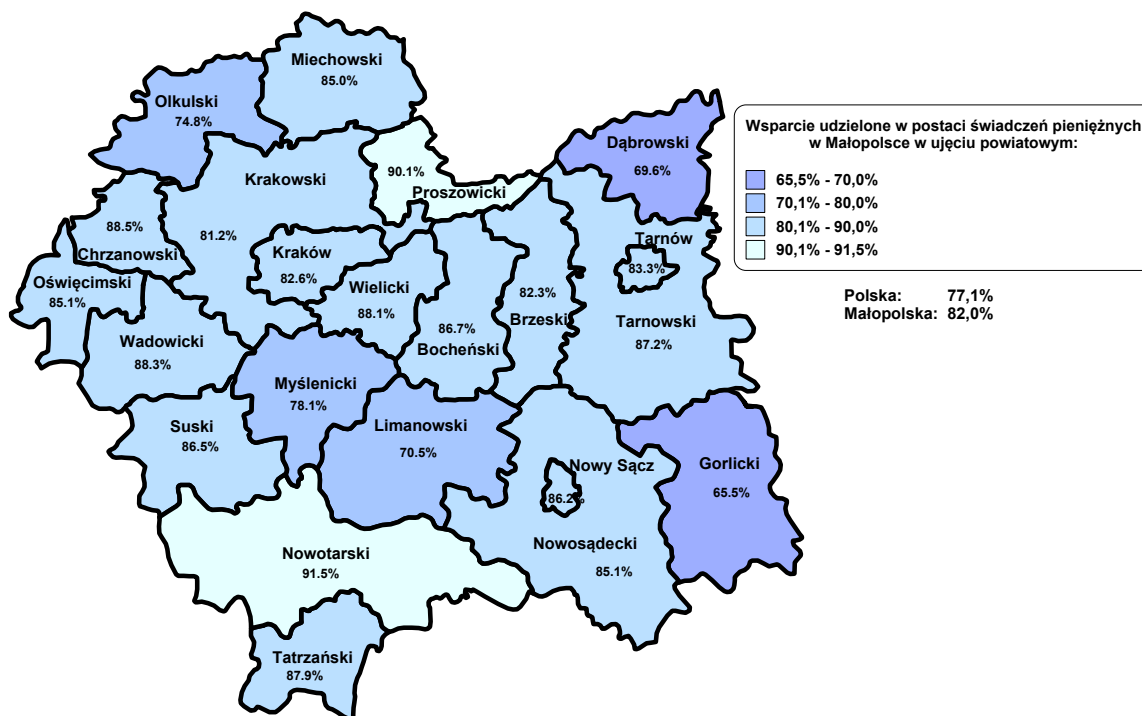 Miechowski
85.0%
Olkulski
74.8%
Dąbrowski
69.6%
90.1%
Proszowicki
Krakowski
81.2%
88.5%
Chrzanowski
Kraków
82.6%
Tarnów
83.3%
Oświęcimski
85.1%
Wielicki
88.1%
82.3%
Brzeski
86.7%
Bocheński
Tarnowski
87.2%
Wadowicki
88.3%
Myślenicki
78.1%
Suski
86.5%
Limanowski
70.5%
Nowy Sącz
86.2%
Gorlicki
65.5%
Nowotarski
91.5%
Nowosądecki
85.1%
Tatrzański
87.9%
Wsparcie udzielone w postaci świadczeń pieniężnych
w Małopolsce w ujęciu powiatowym:
65,5% - 70,0%
70,1% - 80,0%
80,1% - 90,0%
90,1% - 91,5%
Polska: 77,1%
Małopolska: 82,0%